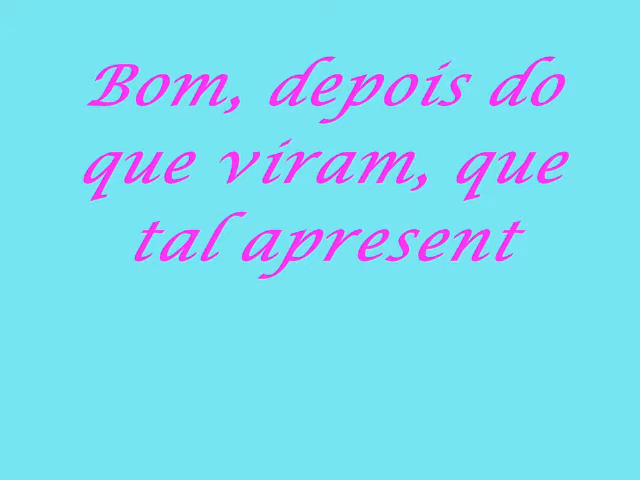 Bom, depois do
que viram, que
tal apresent